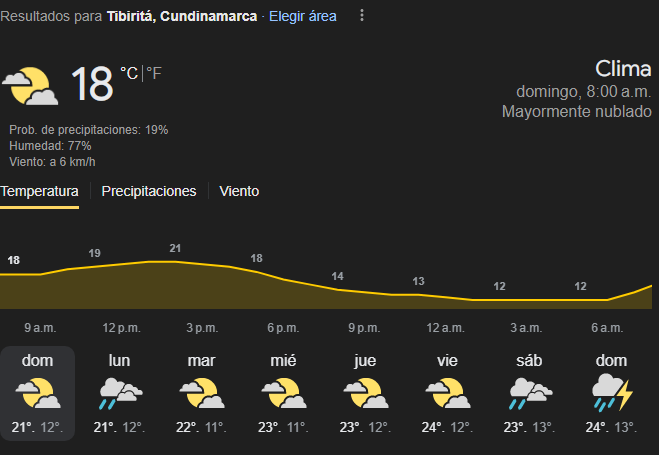 Resultados para Tibiritá, Cundinamarca · Elegir área
18 °C | °F
Prob. de precipitaciones: 19%
Humedad: 77%
Viento: a 6 km/h
Clima
domingo, 8:00 a.m.
Mayormente nublado
Temperatura | Precipitaciones | Viento
18 19 21 18 14 13 12 12
9 a.m. 12 p.m. 3 p.m. 6 p.m. 9 p.m. 12 a.m. 3 a.m. 6 a.m.
dom lun mar mié jue vie sáb dom
21°. 12°. 21°. 12°. 22°. 11°. 23°. 11°. 23°. 12°. 24°. 12°. 23°. 13°. 24°. 13°.